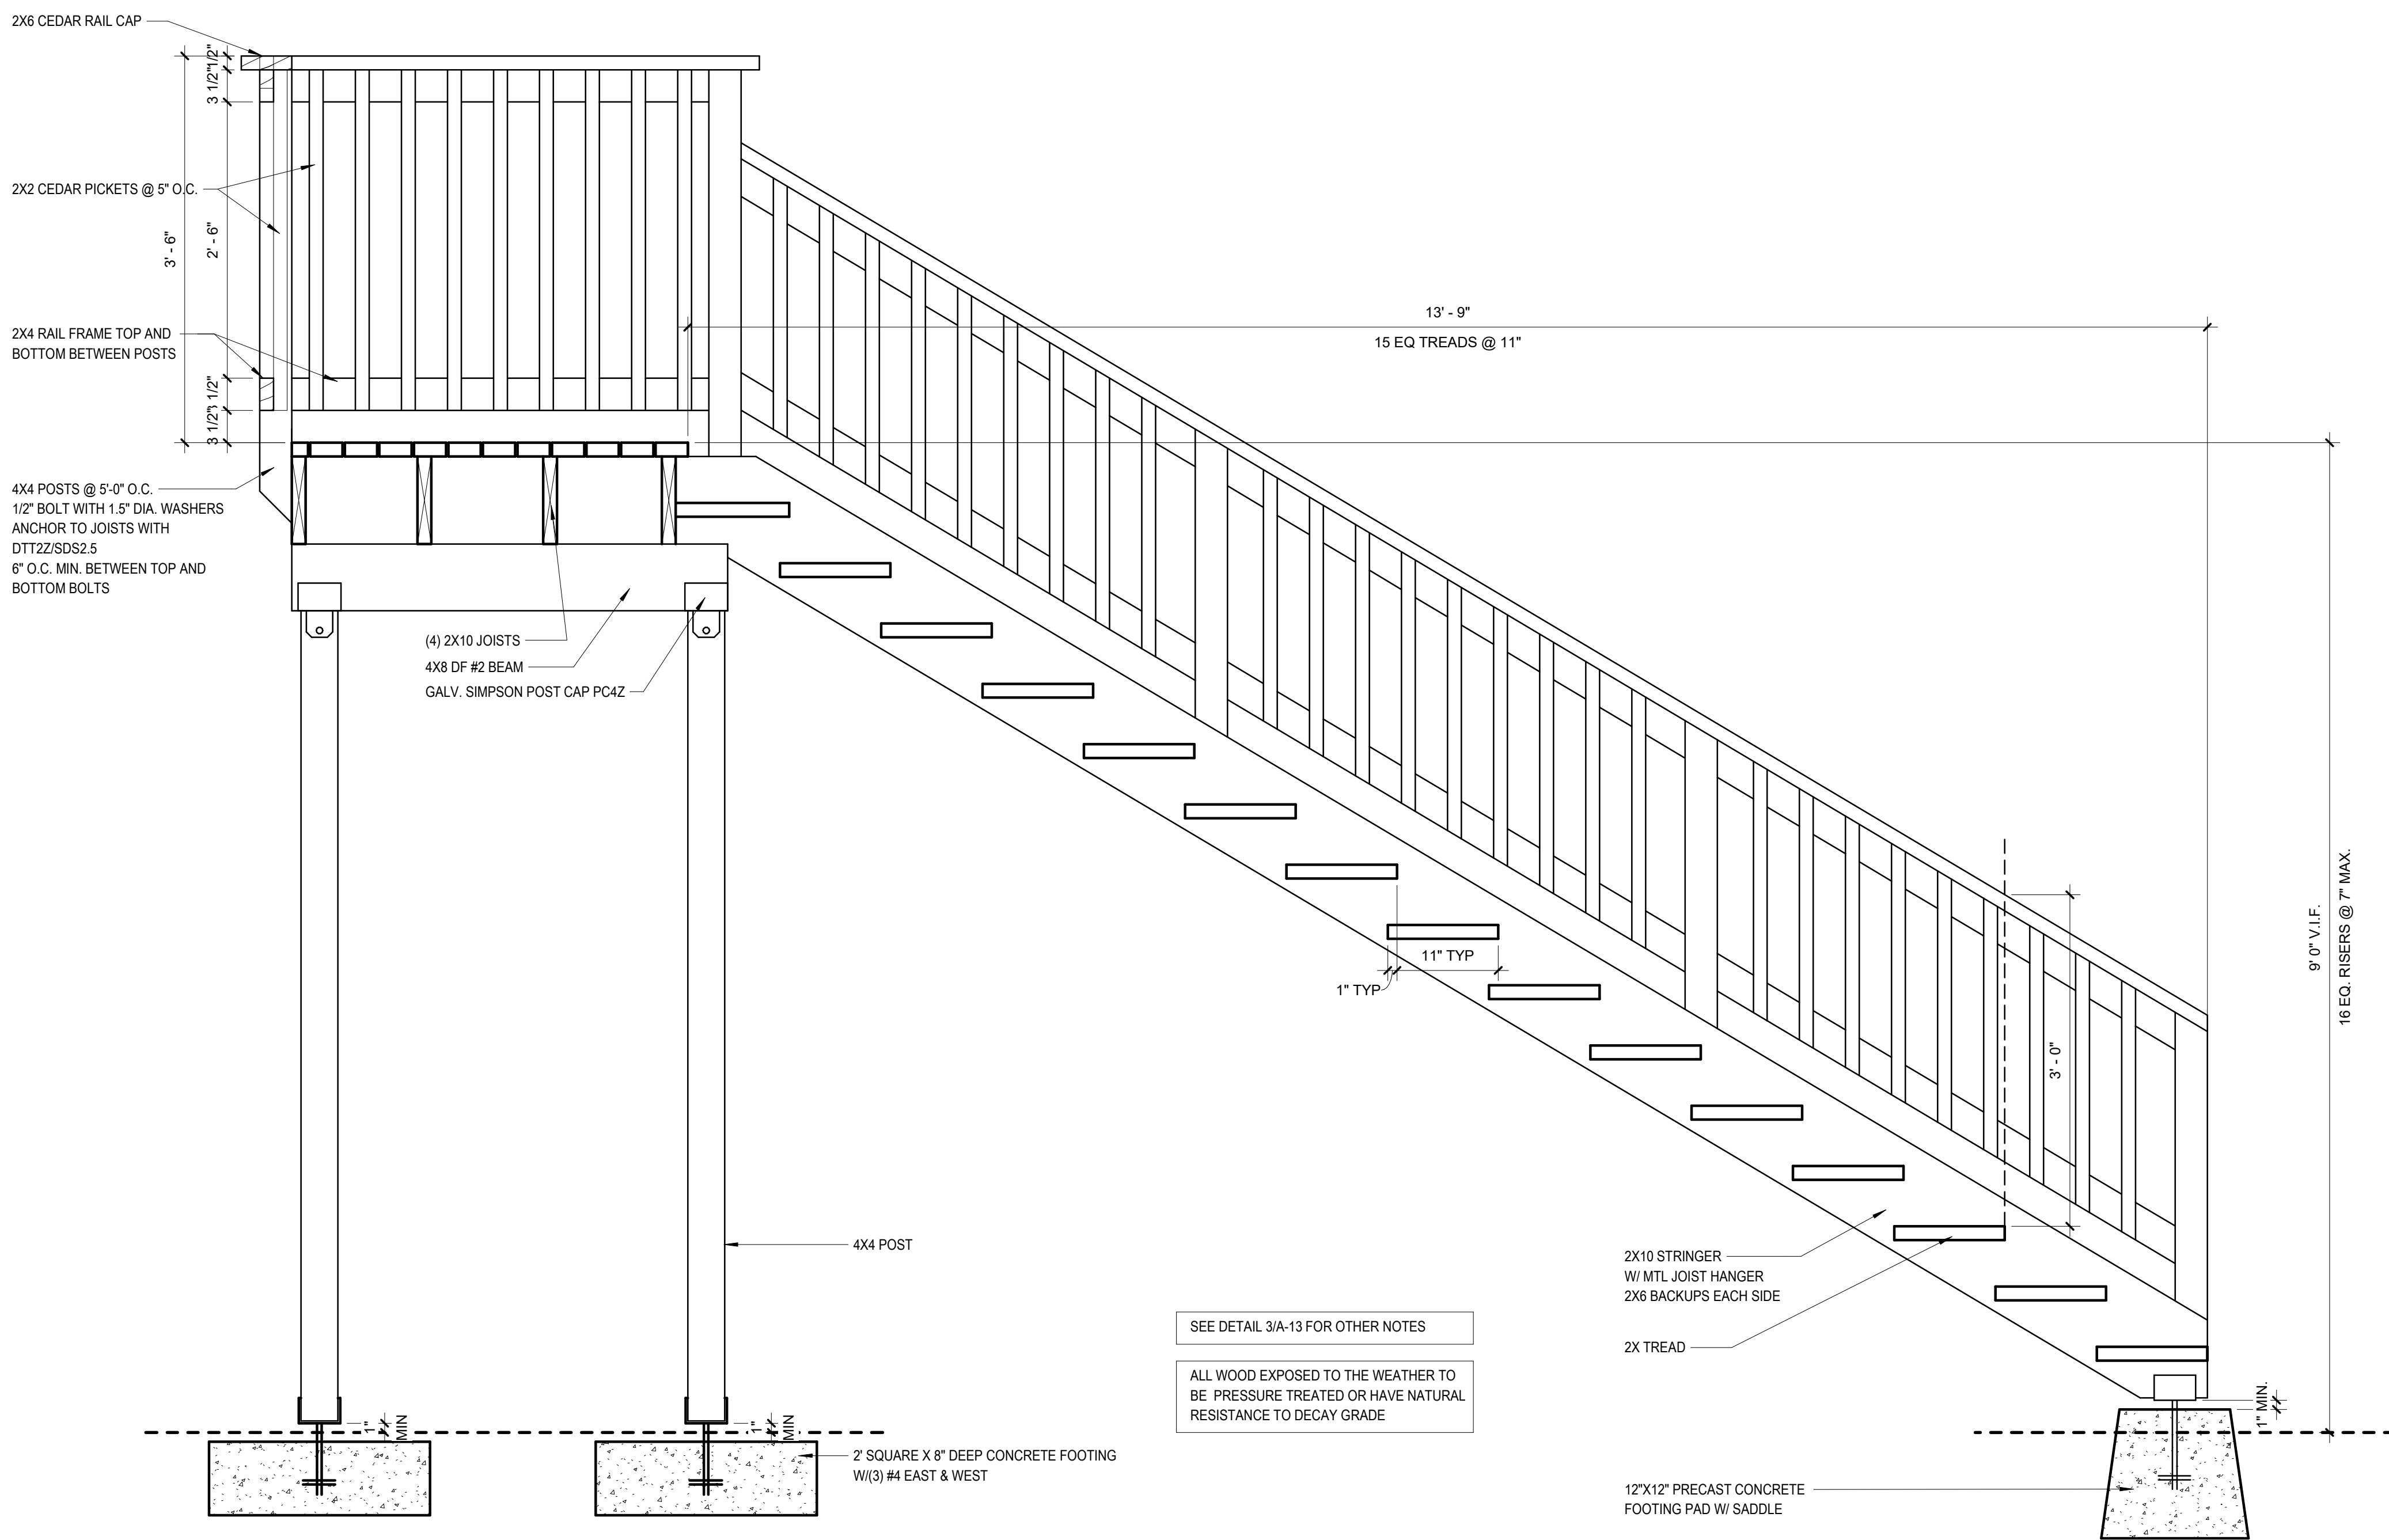 2X6 CEDAR RAIL CAP
1/2"
3 1/2"
2X2 CEDAR PICKETS @ 5" O.C.
3' - 6"
2' - 6"
13' - 9"
15 EQ TREADS @ 11"
2X4 RAIL FRAME TOP AND
BOTTOM BETWEEN POSTS
3 1/2"
4X4 POSTS @ 5'-0" O.C.
1/2" BOLT WITH 1.5" DIA. WASHERS
ANCHOR TO JOISTS WITH
DTT2Z/SDS2.5
6" O.C. MIN. BETWEEN TOP AND
BOTTOM BOLTS
(4) 2X10 JOISTS
4X8 DF #2 BEAM
GALV. SIMPSON POST CAP PC4Z
11" TYP
1" TYP
9' 0" V.I.F.
16 EQ. RISERS @ 7" MAX.
3' - 0"
4X4 POST
2X10 STRINGER
W/ MTL JOIST HANGER
2X6 BACKUPS EACH SIDE
2X TREAD
SEE DETAIL 3/A-13 FOR OTHER NOTES
ALL WOOD EXPOSED TO THE WEATHER TO
BE PRESSURE TREATED OR HAVE NATURAL
RESISTANCE TO DECAY GRADE
1"
MIN
1"
MIN
1" MIN.
2' SQUARE X 8" DEEP CONCRETE FOOTING
W/(3) #4 EAST & WEST
12"X12" PRECAST CONCRETE
FOOTING PAD W/ SADDLE